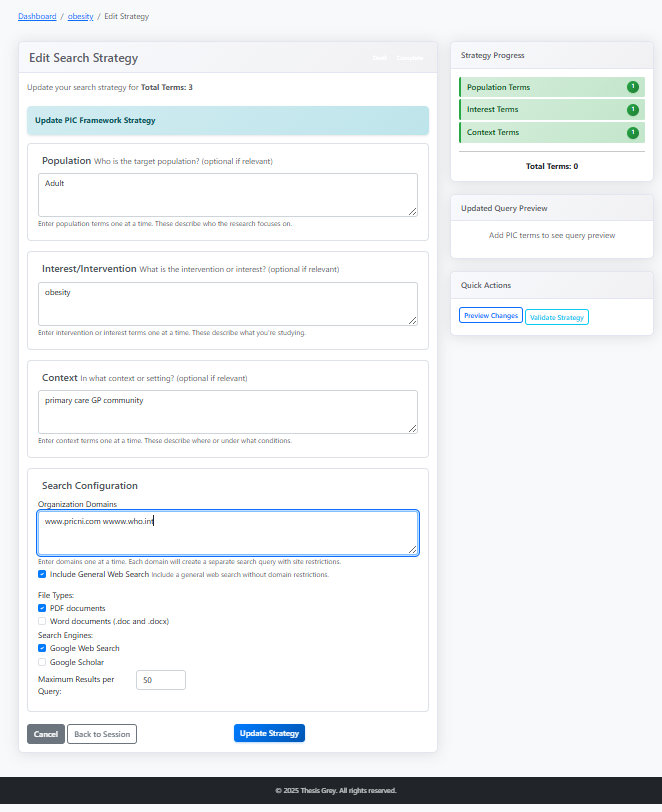 Dashboard / obesity / Edit Strategy
Edit Search Strategy
Draft Complete
Update your search strategy for Total Terms: 3
Update PIC Framework Strategy
Population Who is the target population? (optional if relevant)
Adult
Enter population terms one at a time. These describe who the research focuses on.
Interest/Intervention What is the intervention or interest? (optional if relevant)
obesity
Enter intervention or interest terms one at a time. These describe what you're studying.
Context In what context or setting? (optional if relevant)
primary care GP community
Enter context terms one at a time. These describe where or under what conditions.
Search Configuration
Organization Domains
www.pricni.com wwww.who.int
Enter domains one at a time. Each domain will create a separate search query with site restrictions.
Include General Web Search Include a general web search without domain restrictions.
File Types:
PDF documents
Word documents (.doc and .docx)
Search Engines:
Google Web Search
Google Scholar
Maximum Results per
Query:
50
Cancel
Back to Session
Update Strategy
Strategy Progress
Population Terms 1
Interest Terms 1
Context Terms 1
Total Terms: 0
Updated Query Preview
Add PIC terms to see query preview
Quick Actions
Preview Changes
Validate Strategy
© 2025 Thesis Grey. All rights reserved.